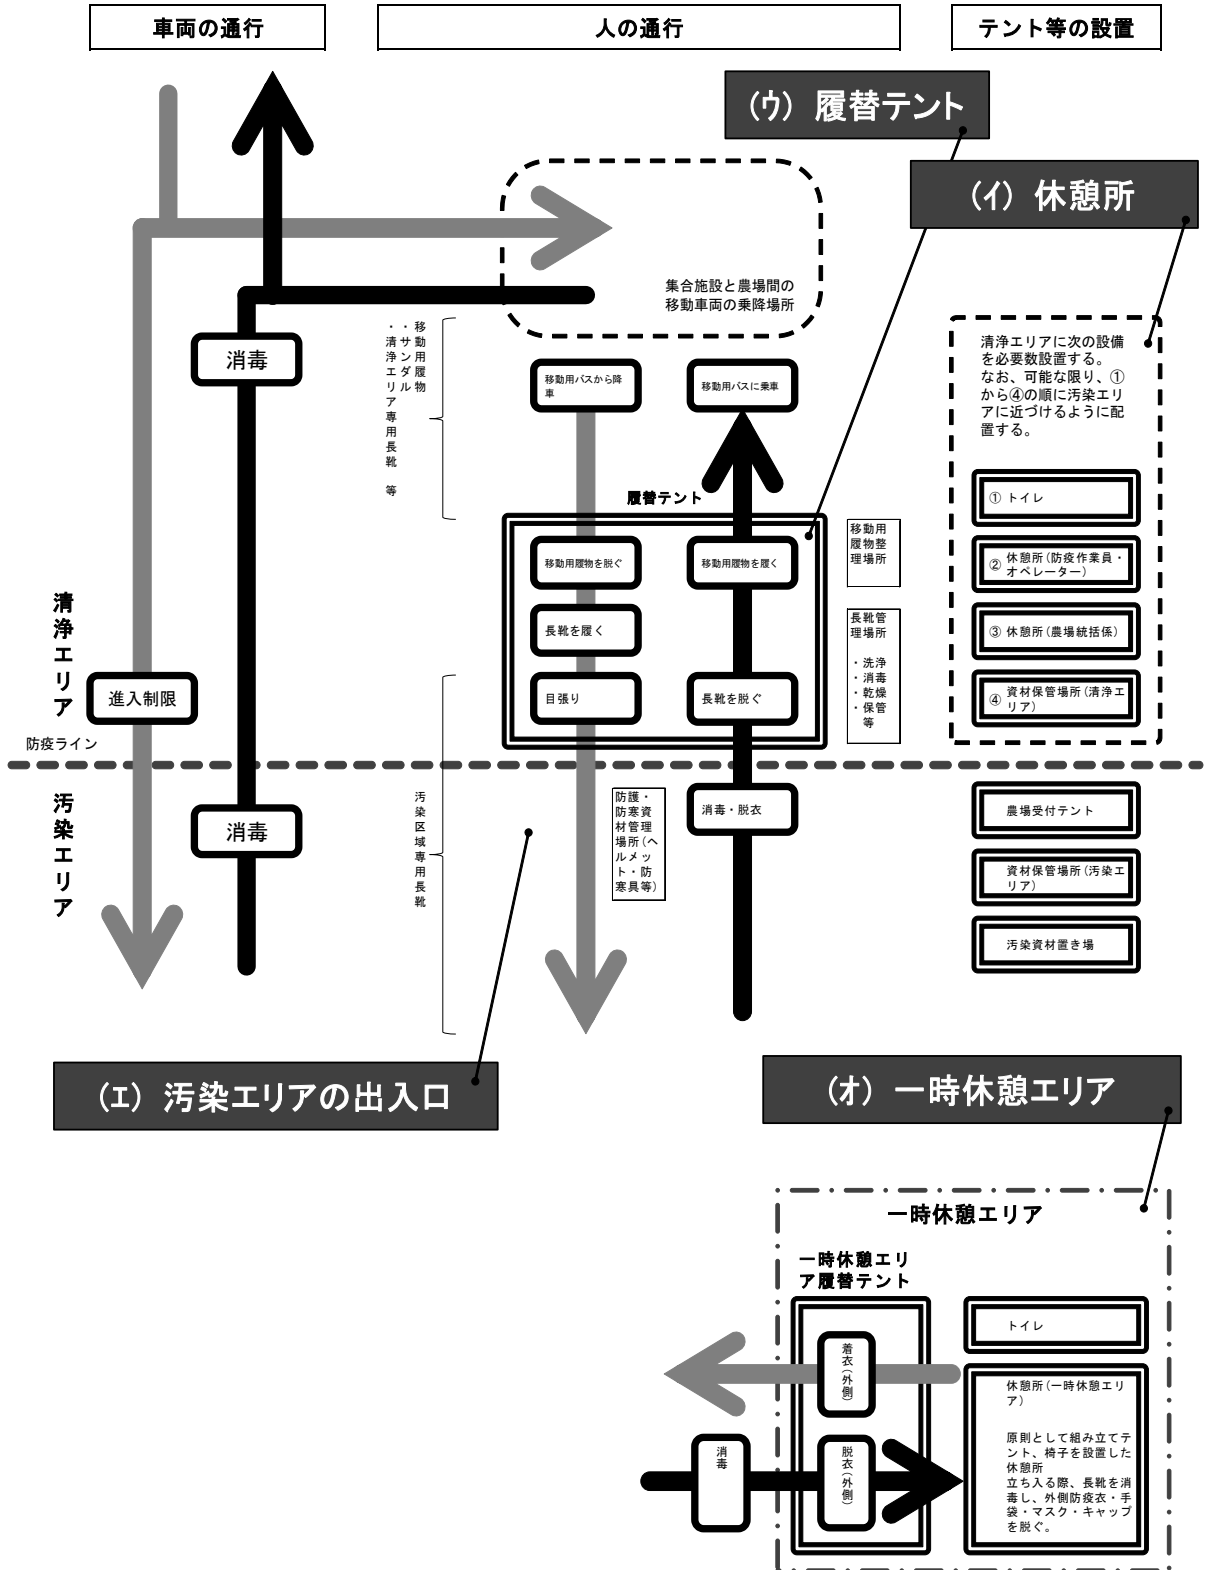 車両の通行
人の通行
テント等の設置
(ｳ) 履替テント
(ｲ) 休憩所
集合施設と農場間の
移動車両の乗降場所
消毒
移動用履物
・サンダル
・清浄エリア専用長靴 等
移動用バスから降
車
移動用バスに乗車
清浄エリアに次の設備
を必要数設置する。
なお、可能な限り、①
から④の順に汚染エリ
アに近づけるように配
置する。
履替テント
① トイレ
移動用履物を脱ぐ
移動用履物を履く
移動用
履物整
理場所
② 休憩所(防疫作業員・
オペレーター)
清浄エリア
長靴を履く
長靴管
理場所
・洗浄
・消毒
・乾燥
・保管
等
③ 休憩所(農場統括係)
進入制限
目張り
長靴を脱ぐ
④ 資材保管場所(清浄エ
リア)
防疫ライン
汚染エリア
消毒
汚染区域専用長靴
防護・
防寒資
材管理
場所(ヘ
ルメッ
ト・防
寒具等)
消毒・脱衣
農場受付テント
資材保管場所(汚染エ
リア)
汚染資材置き場
(ｴ) 汚染エリアの出入口
(ｵ) 一時休憩エリア
一時休憩エリア
一時休憩エリ
ア履替テント
トイレ
着衣(外側)
休憩所(一時休憩エリ
ア)
原則として組み立てテ
ント、椅子を設置した
休憩所
立ち入る際、長靴を消
毒し、外側防疫衣・手
袋・マスク・キャップ
を脱ぐ。
消毒
脱衣(外側)